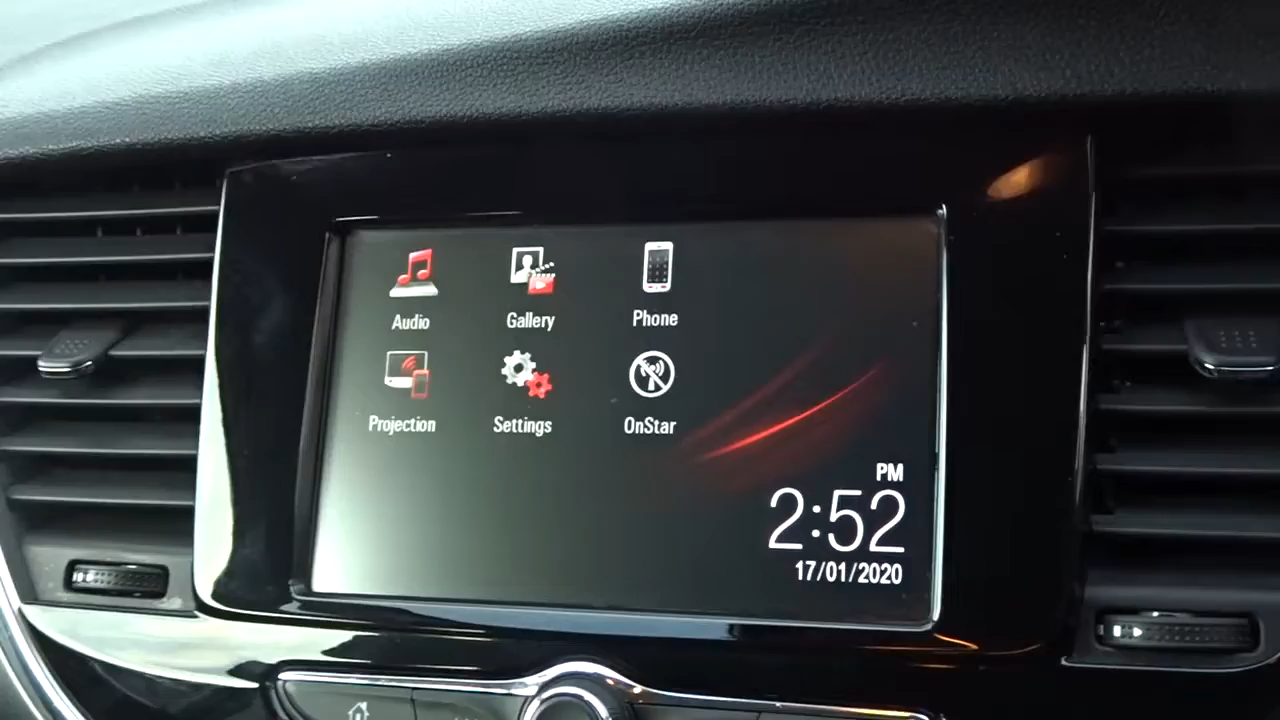 Audio Gallery Phone
Projection Settings OnStar
PM
2:52
17/01/2020